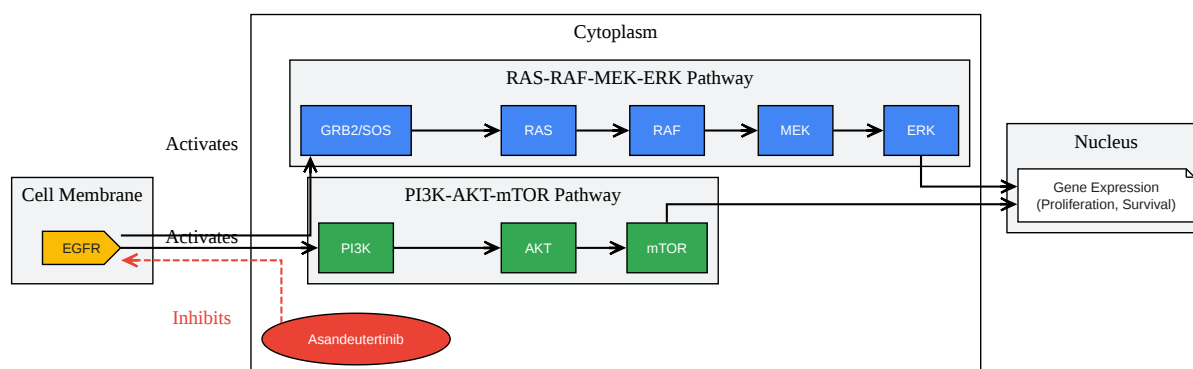 Cytoplasm
RAS-RAF-MEK-ERK Pathway
GRB2/SOS
RAS
RAF
MEK
ERK
Activates
Nucleus
Gene Expression
(Proliferation, Survival)
Cell Membrane
PI3K-AKT-mTOR Pathway
EGFR
Activates
PI3K
AKT
mTOR
Inhibits
Asandeutertinib